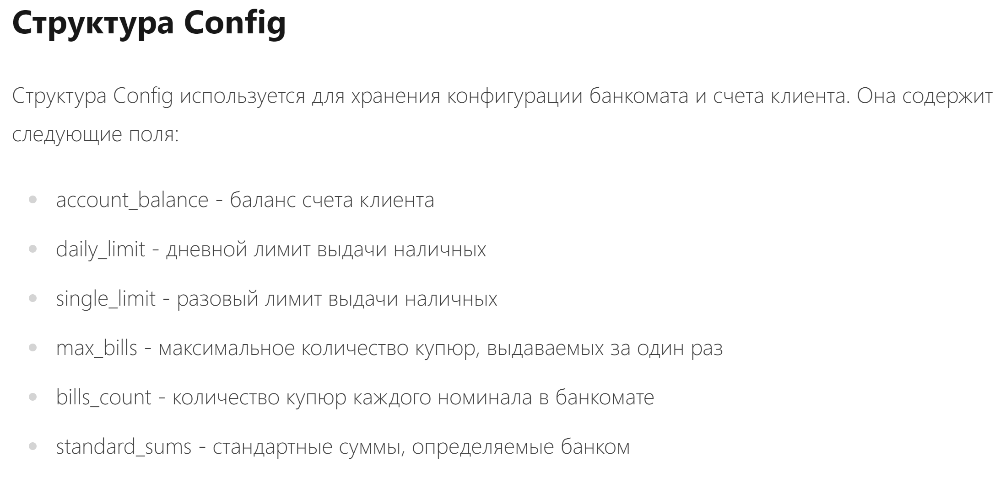 Структура Config
Структура Config используется для хранения конфигурации банкомата и счета клиента. Она содержит
следующие поля:
account_balance - баланс счета клиента
daily_limit - дневной лимит выдачи наличных
single_limit - разовый лимит выдачи наличных
max_bills - максимальное количество купюр, выдаваемых за один раз
bills_count - количество купюр каждого номинала в банкомате
standard_sums - стандартные суммы, определяемые банком